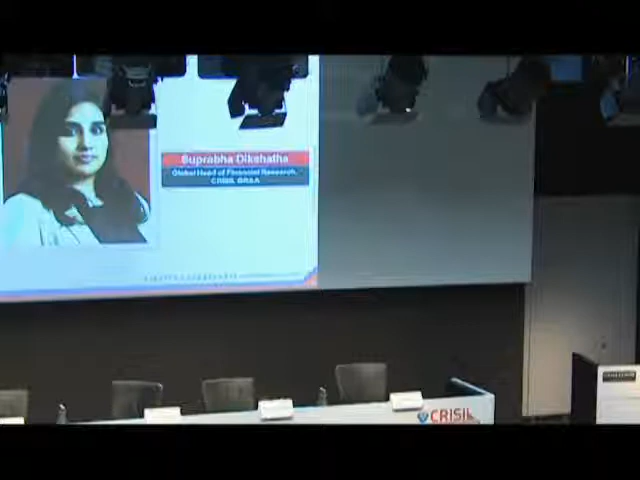 Suprabha Dikshatha
Global Head of Financial Research,
CRISIL GR&A
CRISIL